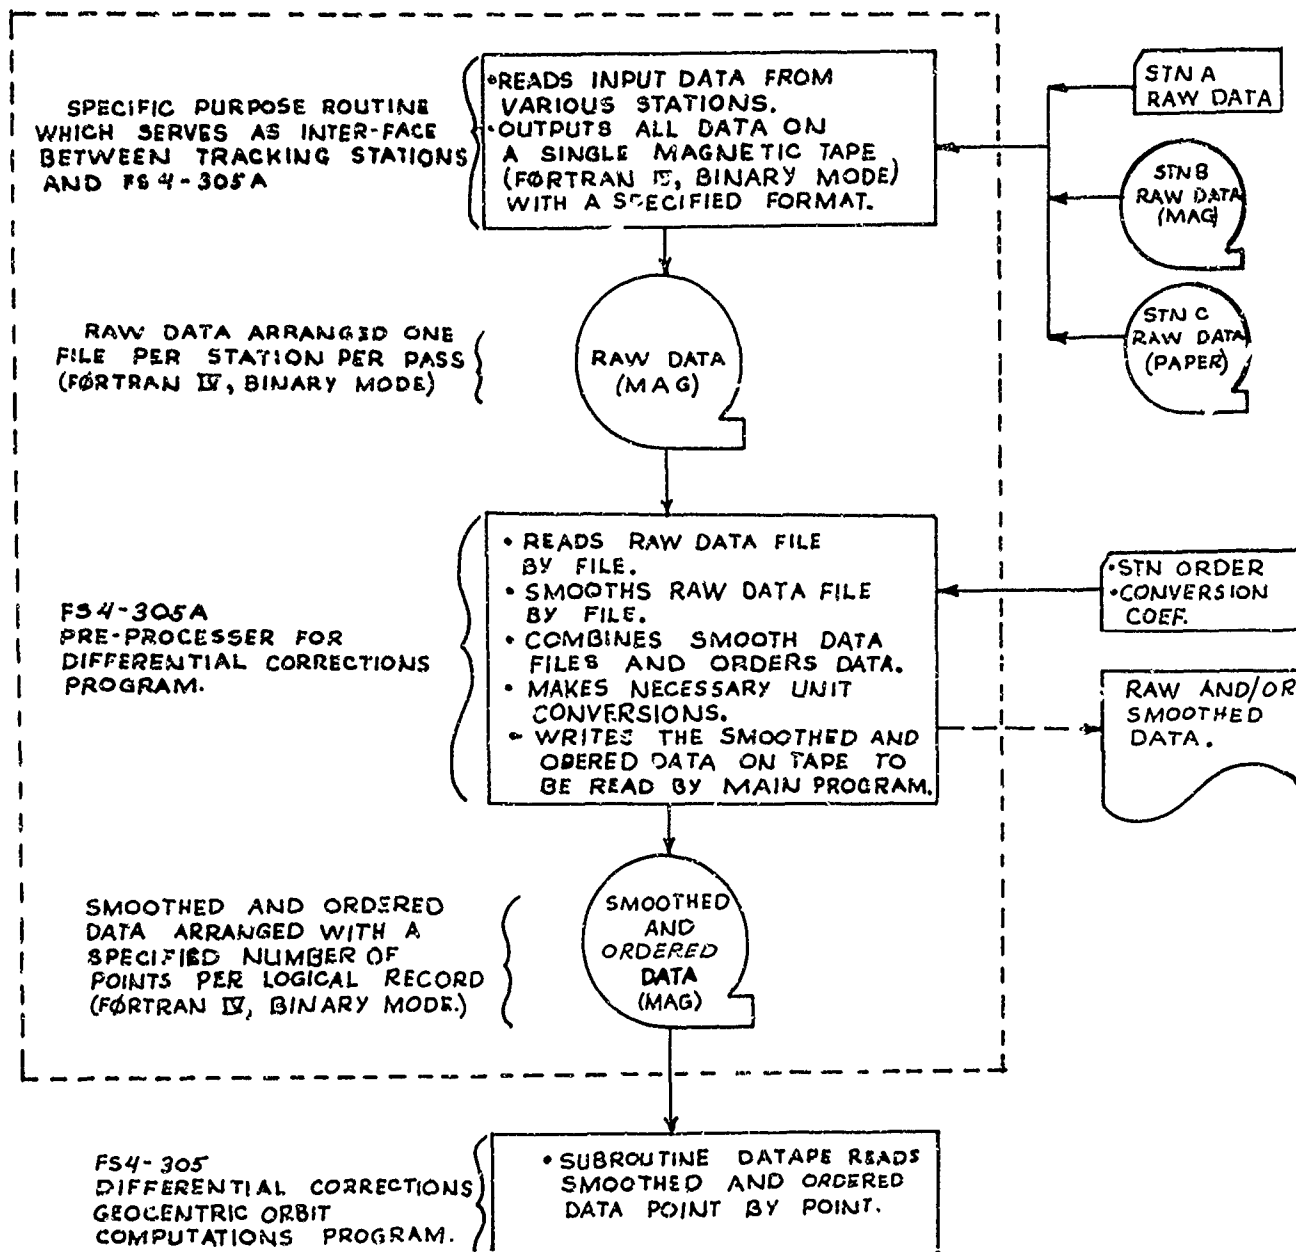 SPECIFIC PURPOSE ROUTINE
WHICH SERVES AS INTER-FACE
BETWEEN TRACKING STATIONS
AND FS4-305A
•READS INPUT DATA FROM
VARIOUS STATIONS.
•OUTPUTS ALL DATA ON
A SINGLE MAGNETIC TAPE
(FØRTRAN IV, BINARY MODE)
WITH A SPECIFIED FORMAT.
STN A
RAW DATA
STN B
RAW DATA
(MAG)
STN C
RAW DATA
(PAPER)
RAW DATA ARRANGED ONE
FILE PER STATION PER PASS
(FØRTRAN IV, BINARY MODE)
RAW DATA
(MAG)
FS4-305A
PRE-PROCESSER FOR
DIFFERENTIAL CORRECTIONS
PROGRAM.
• READS RAW DATA FILE
BY FILE.
• SMOOTHS RAW DATA FILE
BY FILE.
• COMBINES SMOOTH DATA
FILES AND ORDERS DATA.
• MAKES NECESSARY UNIT
CONVERSIONS.
• WRITES THE SMOOTHED AND
ODERED DATA ON TAPE TO
BE READ BY MAIN PROGRAM.
•STN ORDER
•CONVERSION
COEF.
RAW AND/OR
SMOOTHED
DATA.
SMOOTHED AND ORDERED
DATA ARRANGED WITH A
SPECIFIED NUMBER OF
POINTS PER LOGICAL RECORD
(FØRTRAN IV, BINARY MODE.)
SMOOTHED
AND
ORDERED
DATA
(MAG)
FS4-305
DIFFERENTIAL CORRECTIONS
GEOCENTRIC ORBIT
COMPUTATIONS PROGRAM.
• SUBROUTINE DATAPE READS
SMOOTHED AND ORDERED
DATA POINT BY POINT.